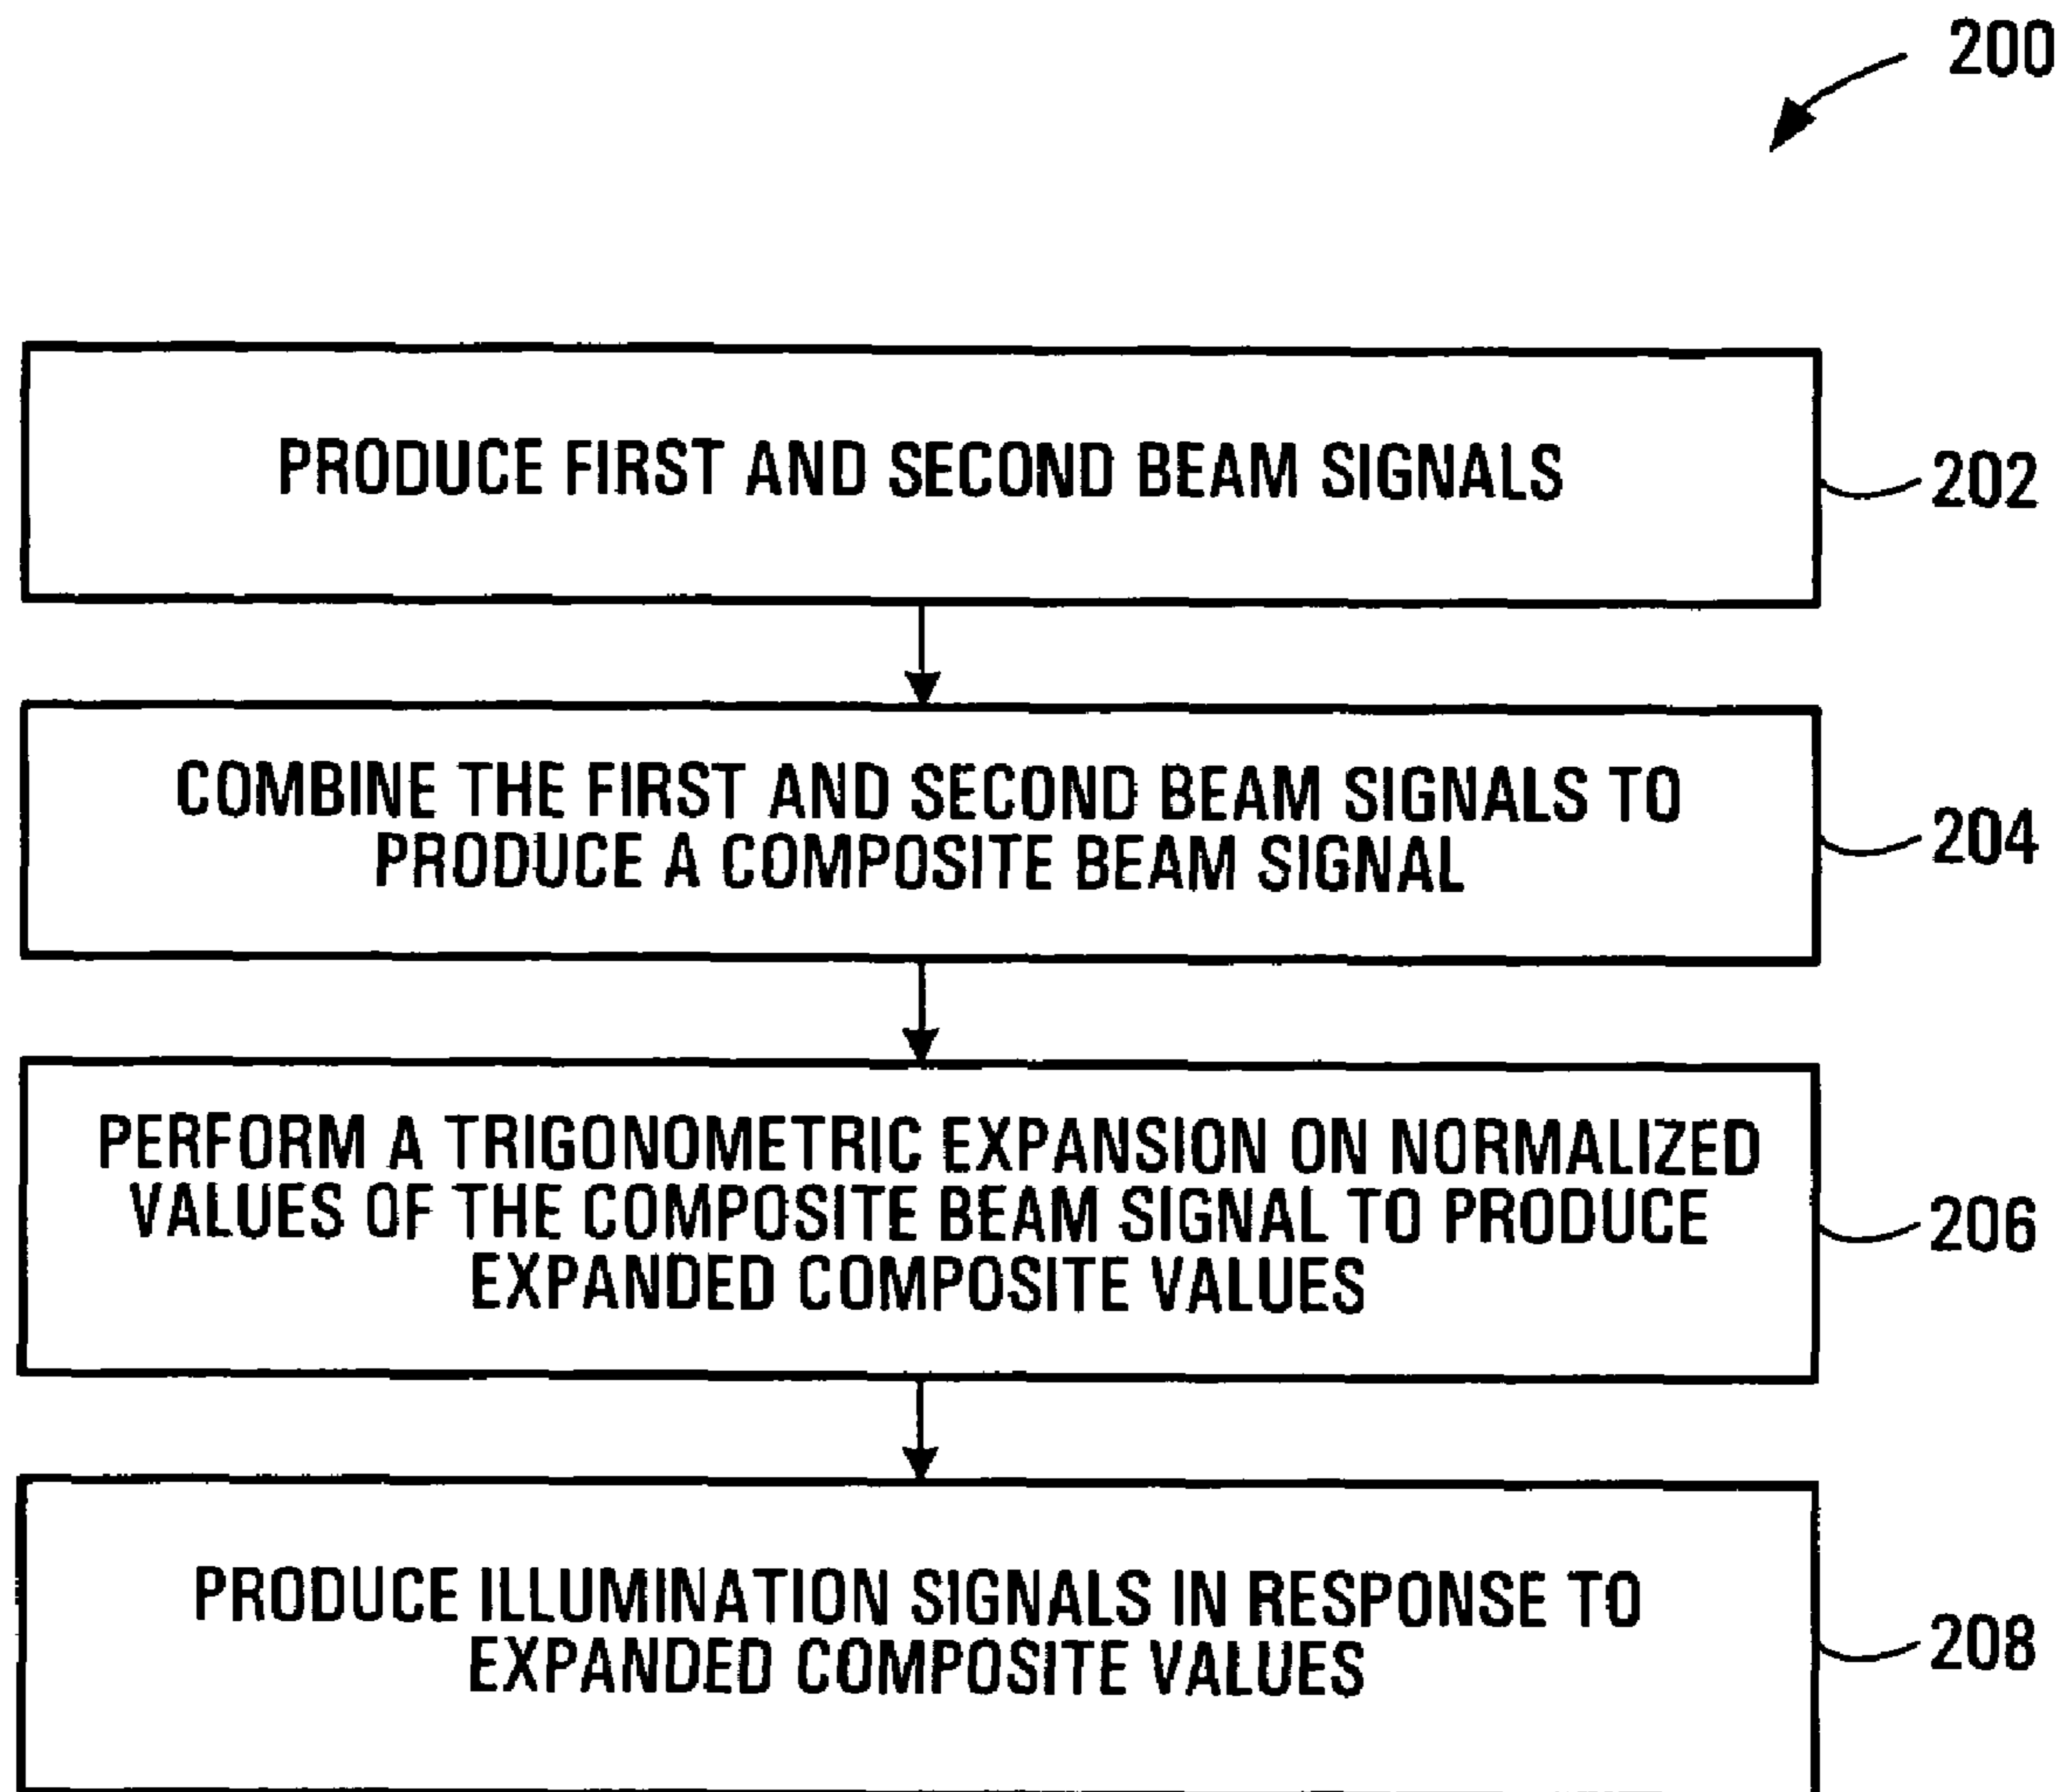 200
PRODUCE FIRST AND SECOND BEAM SIGNALS
202
COMBINE THE FIRST AND SECOND BEAM SIGNALS TO
PRODUCE A COMPOSITE BEAM SIGNAL
204
PERFORM A TRIGONOMETRIC EXPANSION ON NORMALIZED
VALUES OF THE COMPOSITE BEAM SIGNAL TO PRODUCE
EXPANDED COMPOSITE VALUES
206
PRODUCE ILLUMINATION SIGNALS IN RESPONSE TO
EXPANDED COMPOSITE VALUES
208